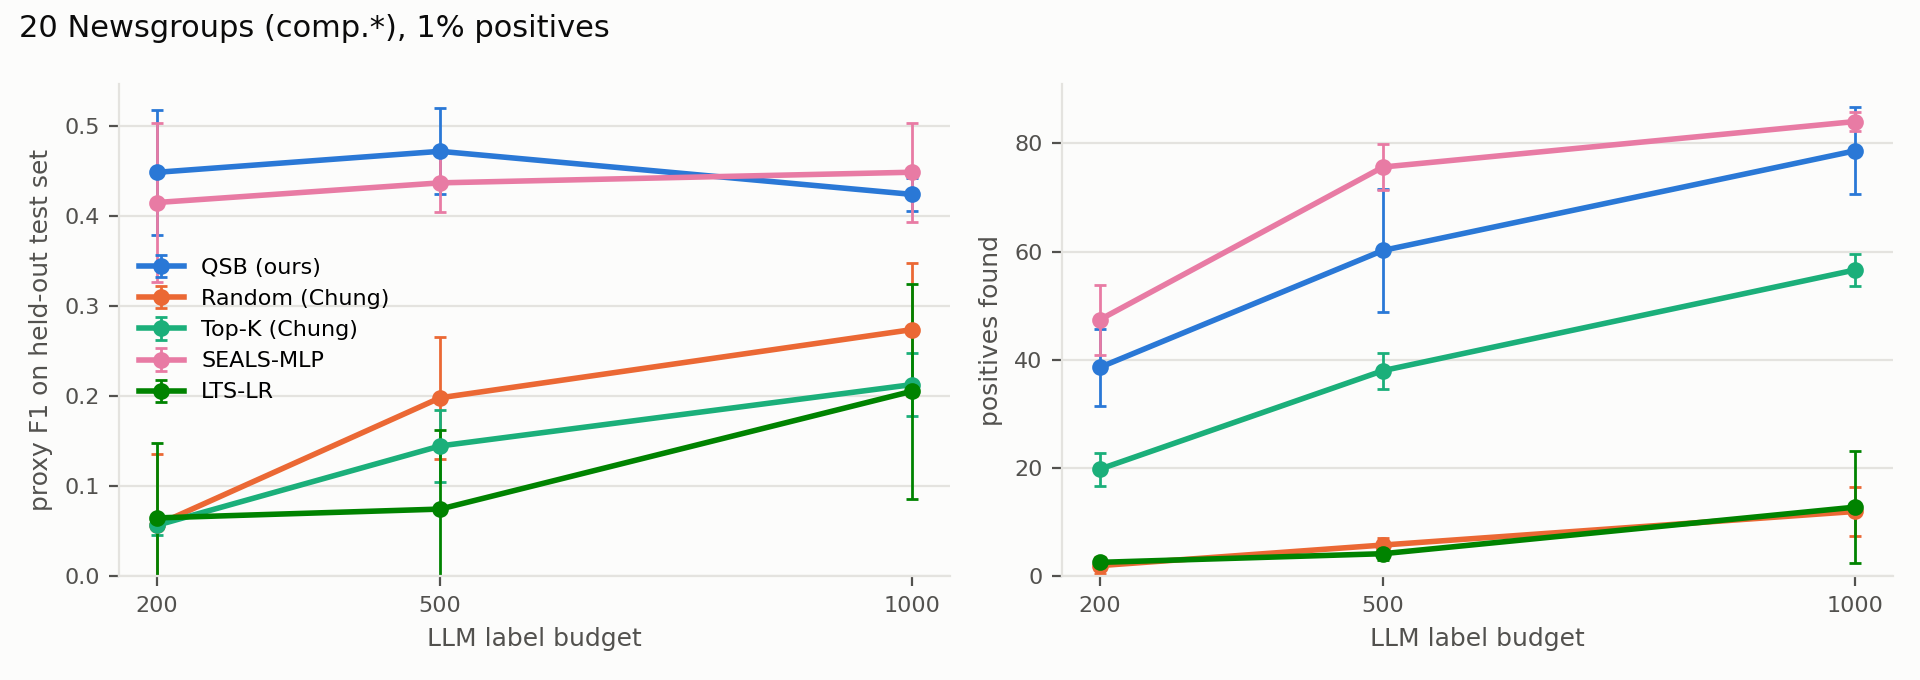 20 Newsgroups (comp.*), 1% positives
proxy F1 on held-out test set
0.5
0.4
0.3
0.2
0.1
0.0
QSB (ours)
Random (Chung)
Top-K (Chung)
SEALS-MLP
LTS-LR
200
500
1000
LLM label budget
positives found
80
60
40
20
0
200
500
1000
LLM label budget